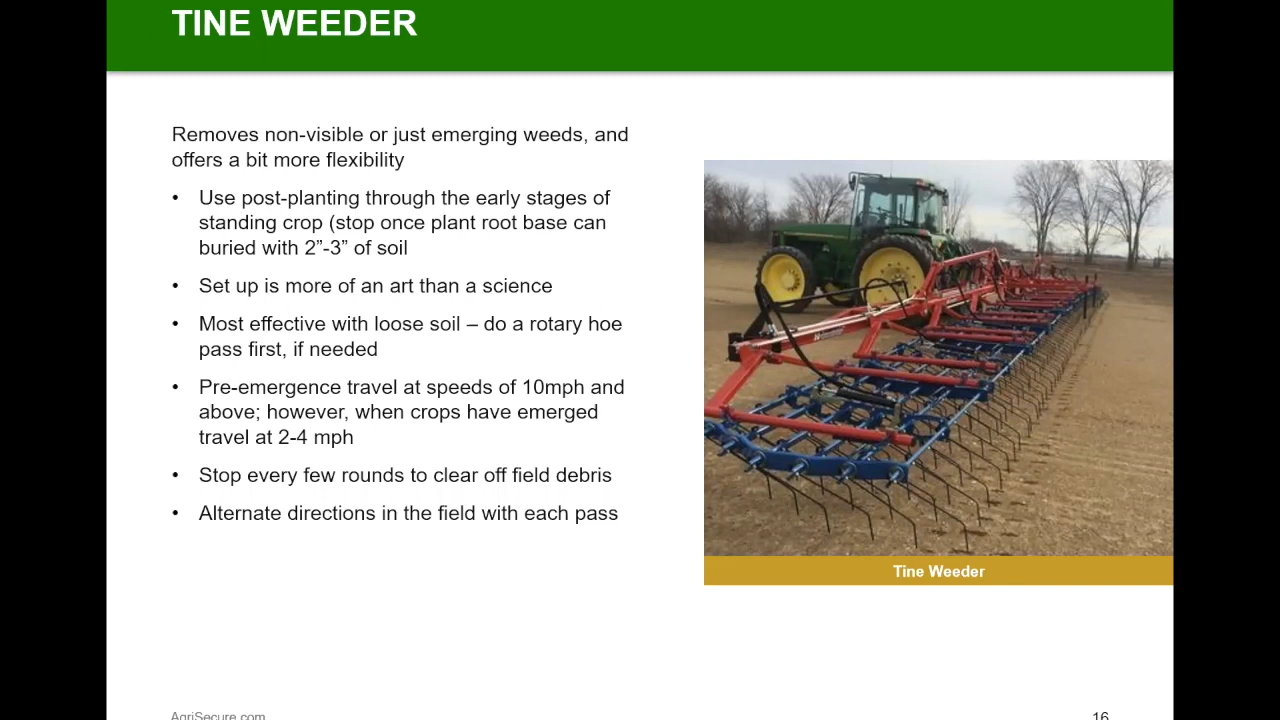 TINE WEEDER
Removes non-visible or just emerging weeds, and
offers a bit more flexibility
• Use post-planting through the early stages of
standing crop (stop once plant root base can
buried with 2”-3” of soil
• Set up is more of an art than a science
• Most effective with loose soil – do a rotary hoe
pass first, if needed
• Pre-emergence travel at speeds of 10mph and
above; however, when crops have emerged
travel at 2-4 mph
• Stop every few rounds to clear off field debris
• Alternate directions in the field with each pass
Tine Weeder
AgriSecure.com
16